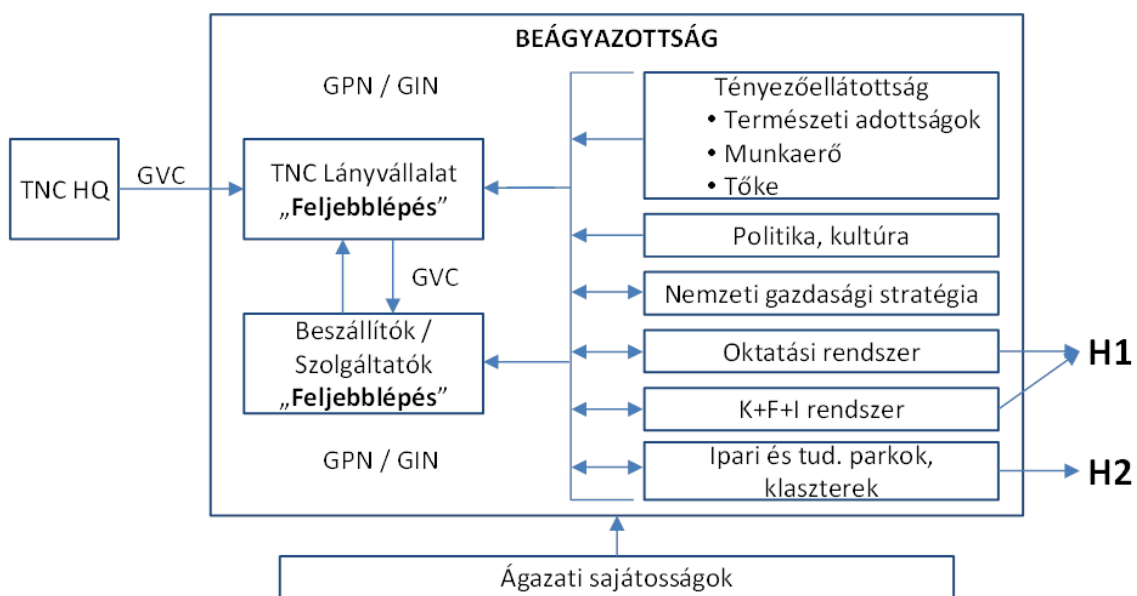 BEÁGYAZOTTSÁG
GPN / GIN
TNC HQ
GVC
TNC Lányvállalat
„Feljebblépés”
GVC
Beszállítók /
Szolgáltatók
„Feljebblépés”
GPN / GIN
Tényezőellátottság
• Természeti adottságok
• Munkaerő
• Tőke
Politika, kultúra
Nemzeti gazdasági stratégia
Oktatási rendszer
K+F+I rendszer
Ipari és tud. parkok,
klaszterek
H1
H2
Ágazati sajátosságok